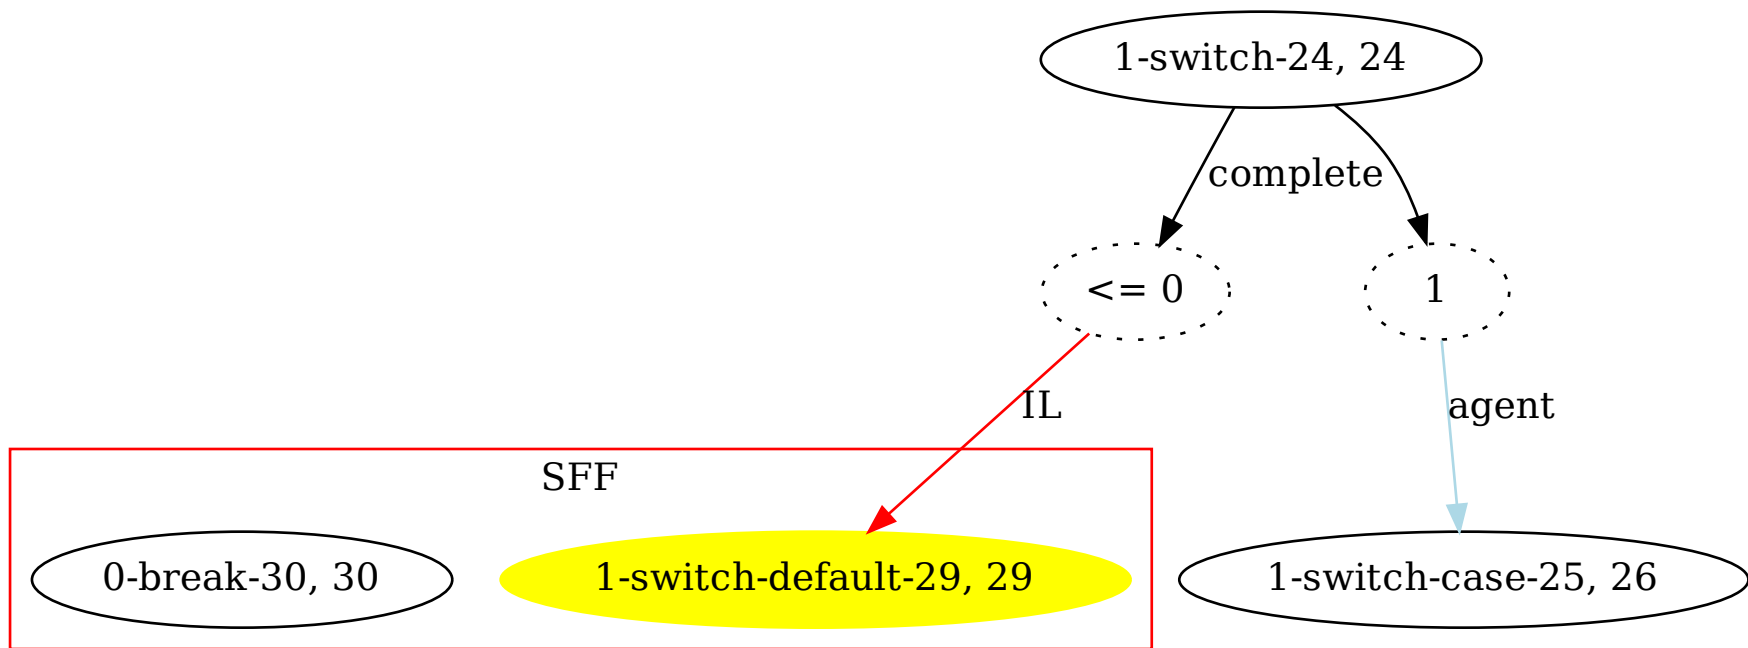 1-switch-24, 24
complete
<= 0
1
IL
agent
SFF
0-break-30, 30
1-switch-default-29, 29
1-switch-case-25, 26